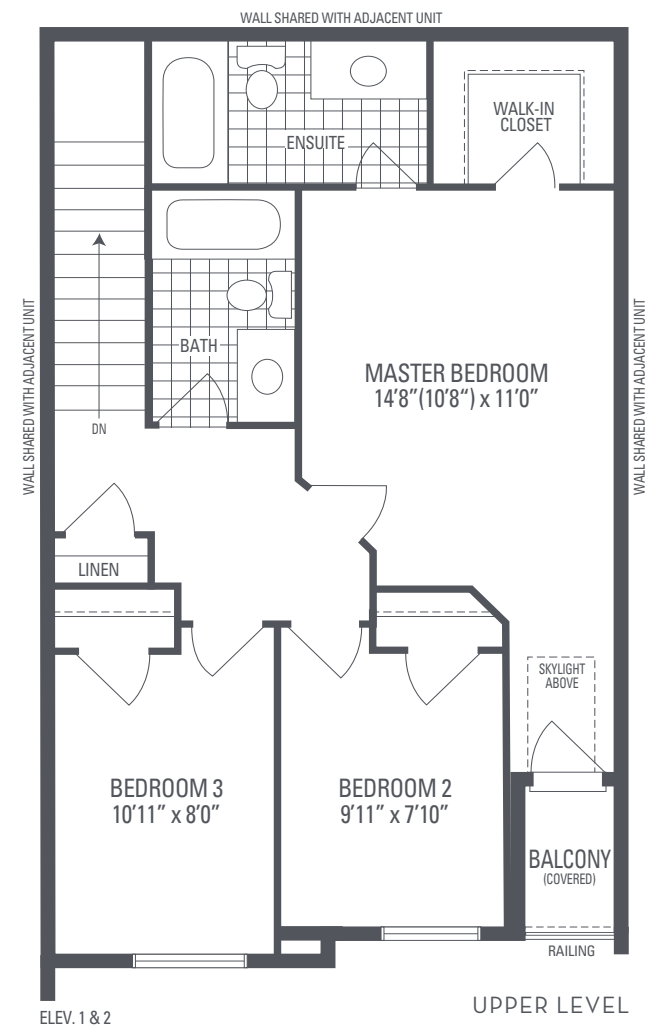 WALL SHARED WITH ADJACENT UNIT
WALK-IN
CLOSET
ENSUITE
WALL SHARED WITH ADJACENT UNIT
WALL SHARED WITH ADJACENT UNIT
BATH
MASTER BEDROOM
14'8"(10'8") x 11'0"
DN
LINEN
SKYLIGHT
ABOVE
BEDROOM 3
10'11" x 8'0"
BEDROOM 2
9'11" x 7'10"
BALCONY
(COVERED)
RAILING
UPPER LEVEL
ELEV. 1 & 2